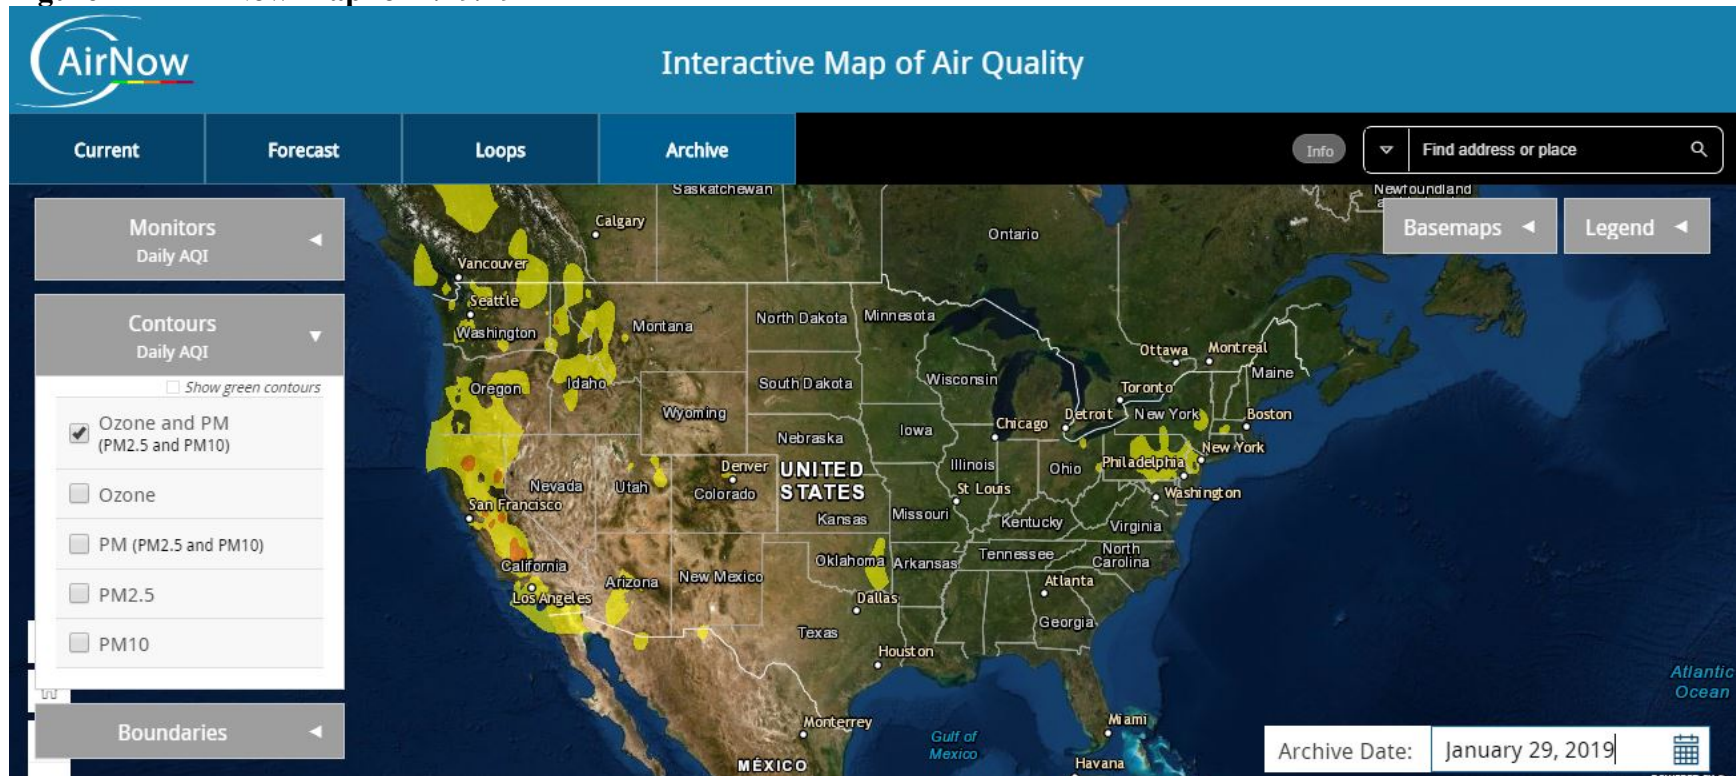 AirNow
Interactive Map of Air Quality
Current
Forecast
Loops
Archive
Info
Find address or place
Monitors
Daily AQI
Contours
Daily AQI
Show green contours
Ozone and PM
(PM2.5 and PM10)
Ozone
PM (PM2.5 and PM10)
PM2.5
PM10
Boundaries
Basemaps
Legend
Saskatchewan
Newfoundland
Calgary
Ontario
Vancouver
Seattle
Washington
Montana
North Dakota
Minnesota
Ottawa
Montreal
Maine
Oregon
Idaho
South Dakota
Wisconsin
Toronto
Wyoming
Detroit
New York
Boston
Chicago
Nebraska
Iowa
New York
Denver
UNITED
STATES
Illinois
Ohio
Philadelphia
Nevada
Utah
Colorado
St Louis
Washington
San Francisco
Kansas
Missouri
Kentucky
Virginia
California
Oklahoma
Arkansas
Tennessee
North
Carolina
Arizona
New Mexico
Atlanta
Los Angeles
Dallas
Georgia
Texas
Houston
Atlantic
Ocean
Monterrey
Gulf of
Mexico
Miami
MÉXICO
Havana
Archive Date:
January 29, 2019